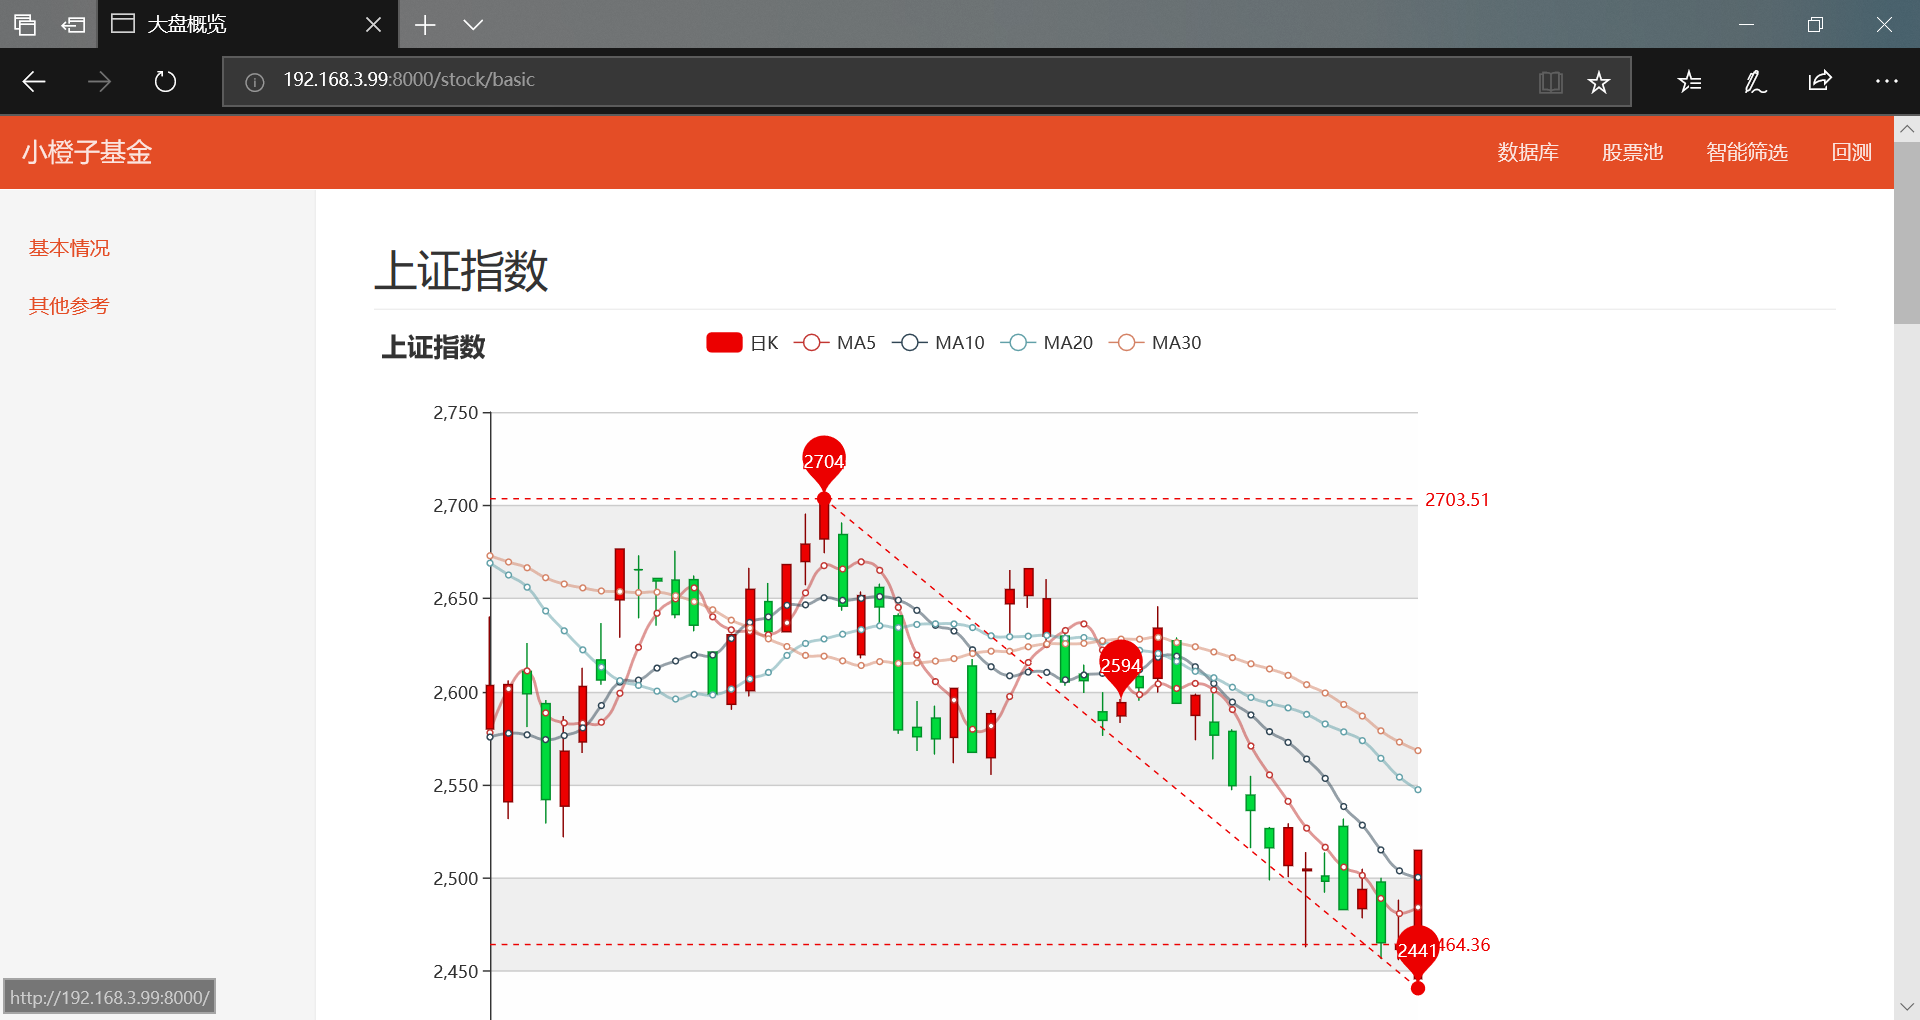 大盘概览
192.168.3.99:8000/stock/basic
小橙子基金
数据库 股票池 智能筛选 回测
基本情况
其他参考
上证指数
上证指数
日K MA5 MA10 MA20 MA30
2,750
2704
2703.51
2,700
2,650
2594
2,600
2,550
2,500
464.36
2441
2,450
http://192.168.3.99:8000/